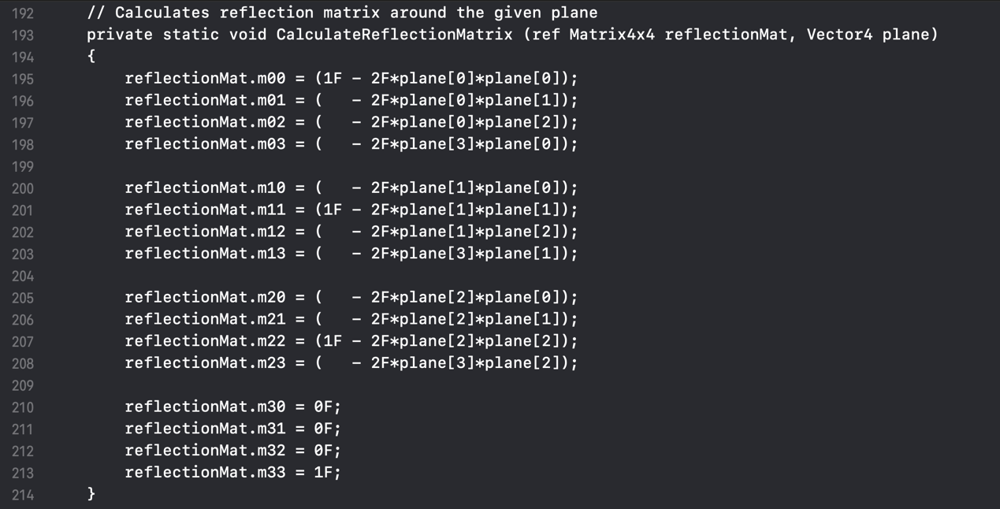 192 // Calculates reflection matrix around the given plane
193 private static void CalculateReflectionMatrix (ref Matrix4x4 reflectionMat, Vector4 plane)
194 {
195 reflectionMat.m00 = (1F - 2F*plane[0]*plane[0]);
196 reflectionMat.m01 = (   - 2F*plane[0]*plane[1]);
197 reflectionMat.m02 = (   - 2F*plane[0]*plane[2]);
198 reflectionMat.m03 = (   - 2F*plane[3]*plane[0]);
199
200 reflectionMat.m10 = (   - 2F*plane[1]*plane[0]);
201 reflectionMat.m11 = (1F - 2F*plane[1]*plane[1]);
202 reflectionMat.m12 = (   - 2F*plane[1]*plane[2]);
203 reflectionMat.m13 = (   - 2F*plane[3]*plane[1]);
204
205 reflectionMat.m20 = (   - 2F*plane[2]*plane[0]);
206 reflectionMat.m21 = (   - 2F*plane[2]*plane[1]);
207 reflectionMat.m22 = (1F - 2F*plane[2]*plane[2]);
208 reflectionMat.m23 = (   - 2F*plane[3]*plane[2]);
209
210 reflectionMat.m30 = 0F;
211 reflectionMat.m31 = 0F;
212 reflectionMat.m32 = 0F;
213 reflectionMat.m33 = 1F;
214 }